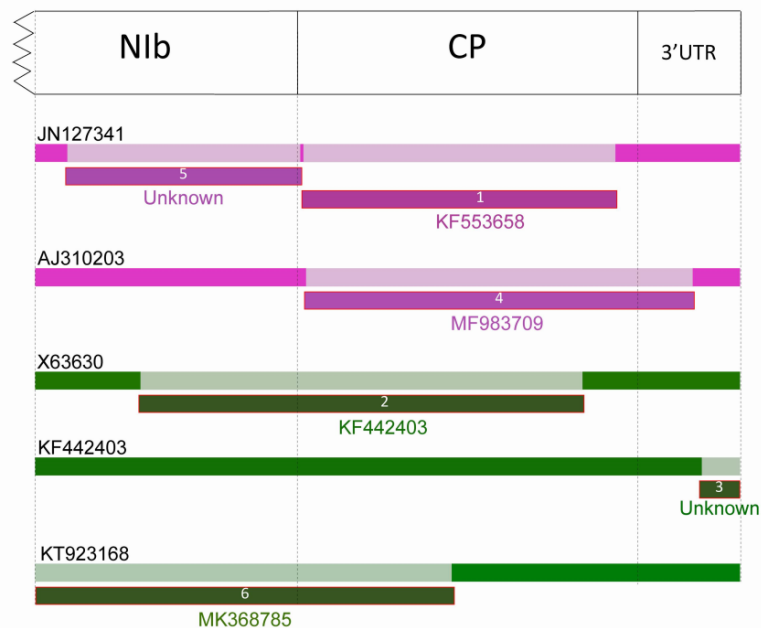 NIb CP 3'UTR
JN127341
5
Unknown
1
KF553658
AJ310203
4
MF983709
X63630
2
KF442403
KF442403
3
Unknown
KT923168
6
MK368785